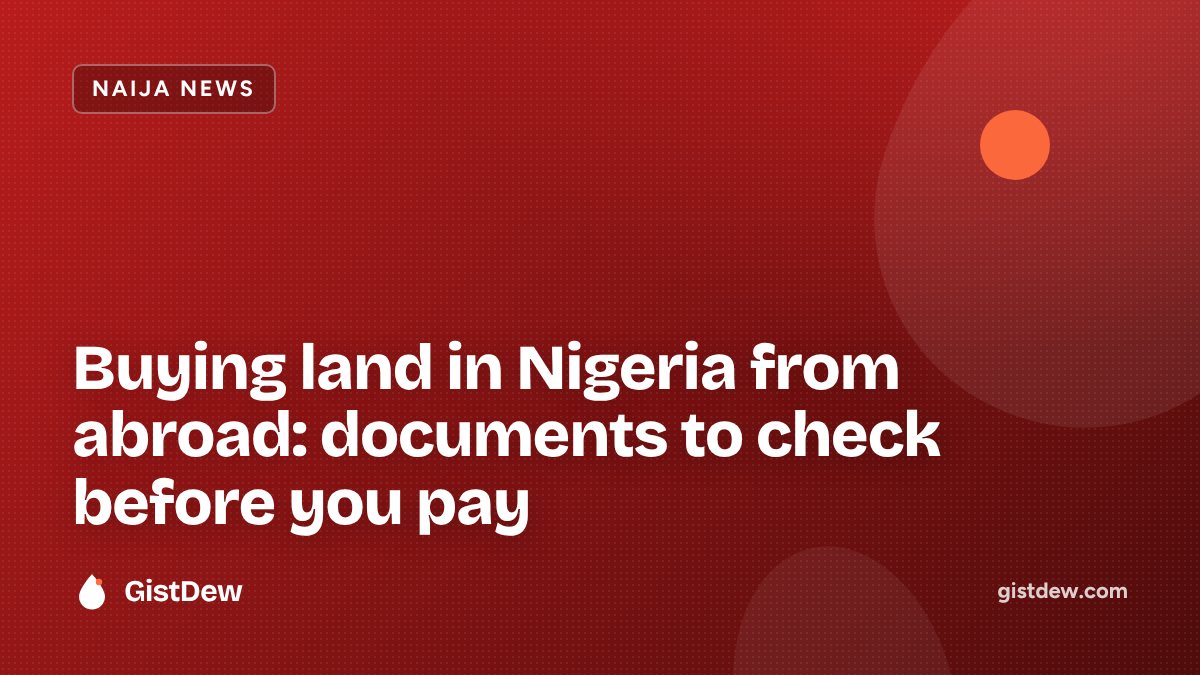 NAIJA NEWS
Buying land in Nigeria from
abroad: documents to check
before you pay
GistDew
gistdew.com